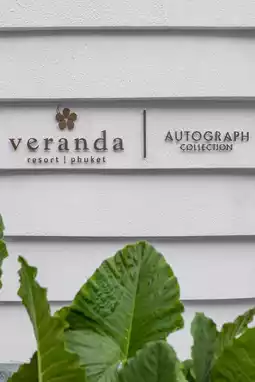 veranda
resort | phuket
AUTOGRAPH
COLLECTION